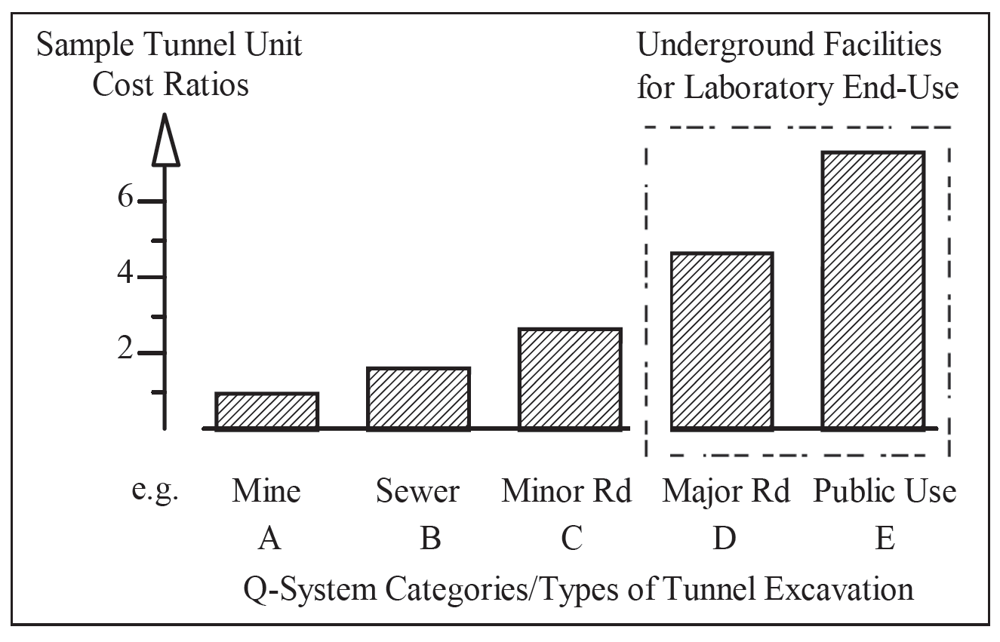 Sample Tunnel Unit
Cost Ratios
Underground Facilities
for Laboratory End-Use
6
4
2
e.g. Mine Sewer Minor Rd Major Rd Public Use
A B C D E
Q-System Categories/Types of Tunnel Excavation